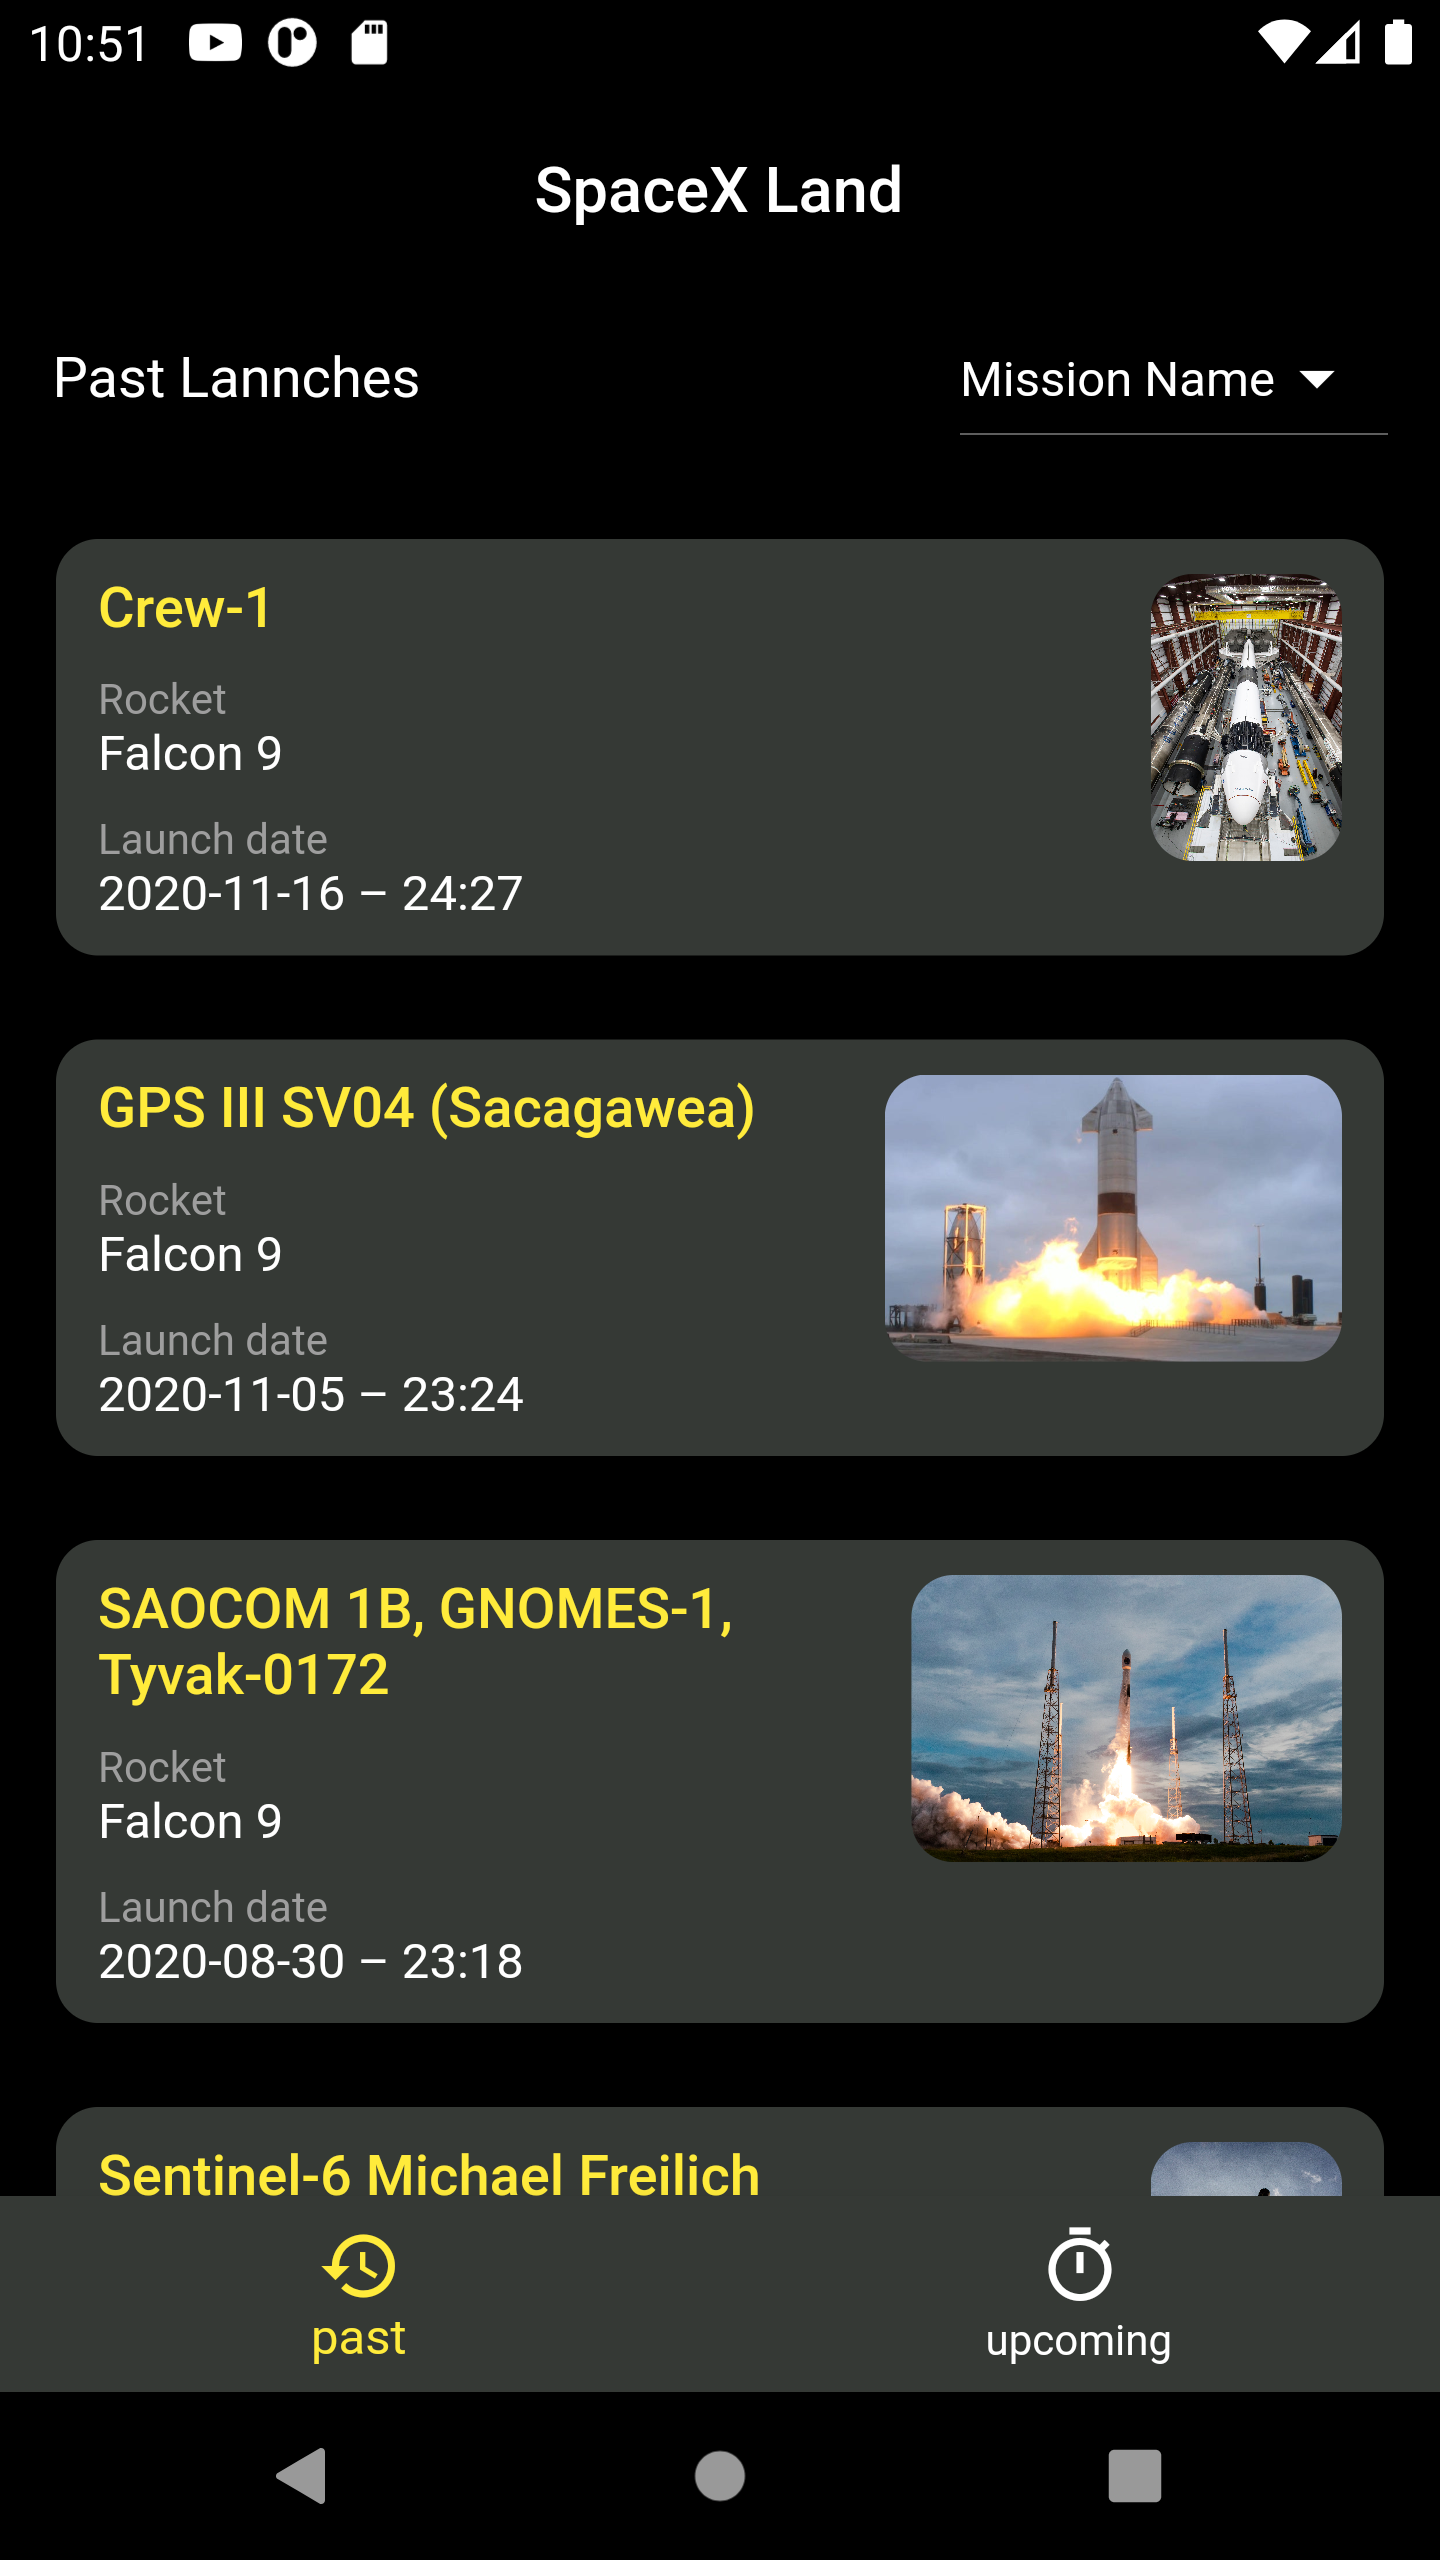 10:51
SpaceX Land
Past Lannches
Mission Name
Crew-1
Rocket
Falcon 9
Launch date
2020-11-16 – 24:27
GPS III SV04 (Sacagawea)
Rocket
Falcon 9
Launch date
2020-11-05 – 23:24
SAOCOM 1B, GNOMES-1,
Tyvak-0172
Rocket
Falcon 9
Launch date
2020-08-30 – 23:18
Sentinel-6 Michael Freilich
past
upcoming